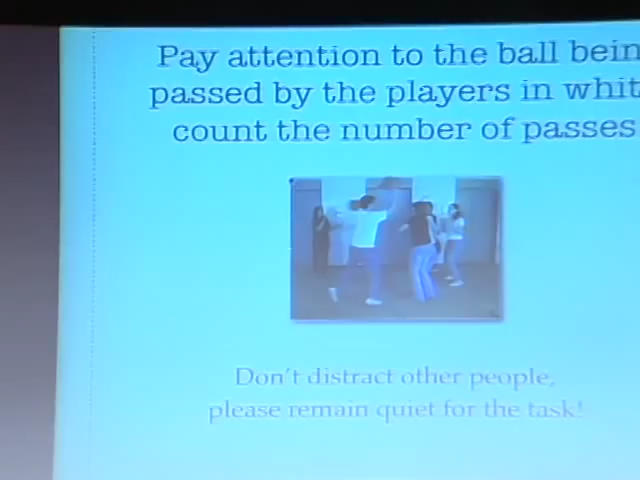 Pay attention to the ball bein
passed by the players in whit
count the number of passes
Don't distract other people,
please remain quiet for the task!